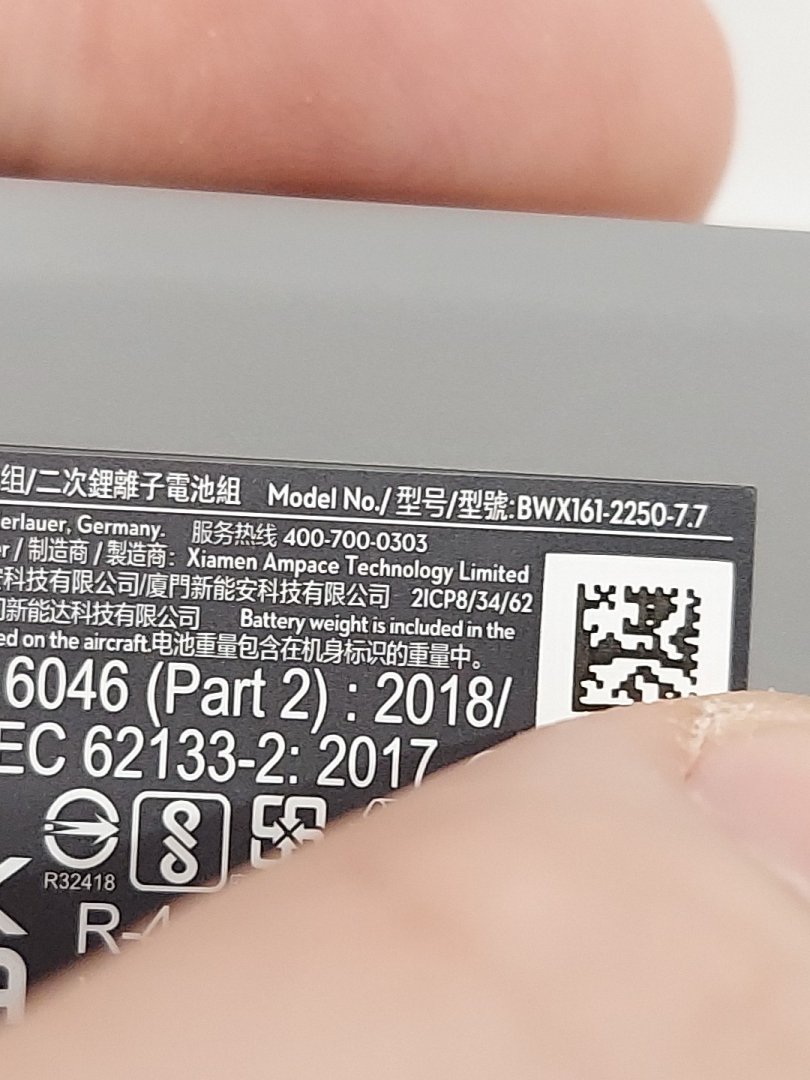 组/二次鋰離子電池組 Model No./ 型号/型號:BWX161-2250-7.7
erlauer, Germany. 服务热线 400-700-0303
er / 制造商 / 製造商: Xiamen Ampace Technology Limited
安科技有限公司/廈門新能安科技有限公司 2ICP8/34/62
司新能达科技有限公司 Battery weight is included in the
ed on the aircraft.电池重量包含在机身标识的重量中。
6046 (Part 2) : 2018/
EC 62133-2: 2017
R32418
R-4